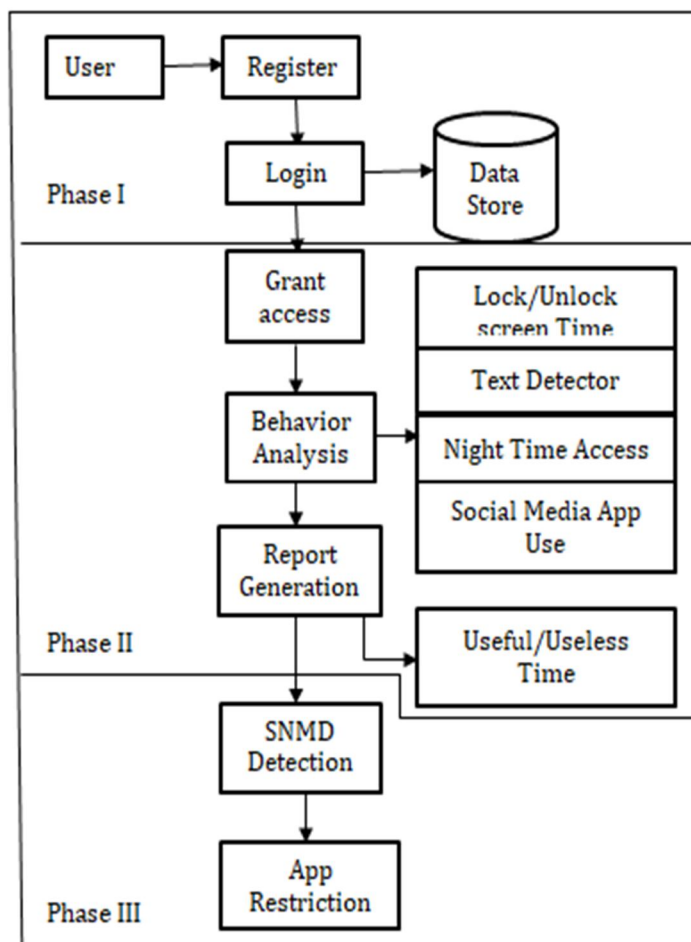 User
Register
Login
Data
Store
Phase I
Grant
access
Lock/Unlock
screen Time
Text Detector
Behavior
Analysis
Night Time Access
Social Media App
Use
Report
Generation
Phase II
Useful/Useless
Time
SNMD
Detection
App
Restriction
Phase III